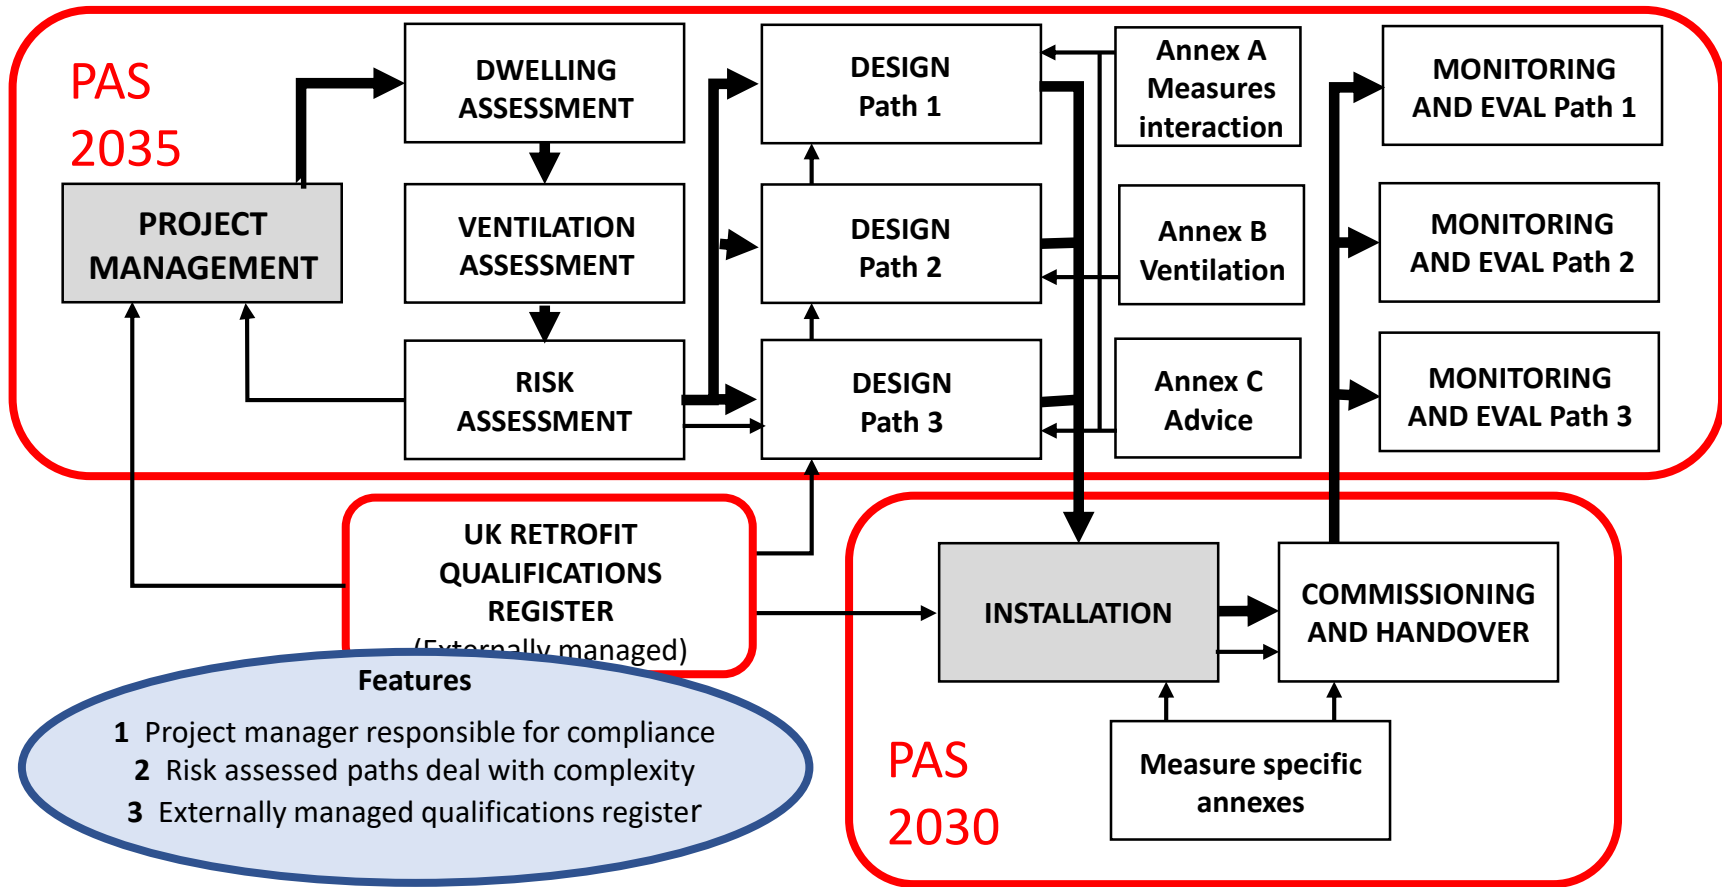 PAS
2035
PROJECT
MANAGEMENT
DWELLING
ASSESSMENT
VENTILATION
ASSESSMENT
RISK
ASSESSMENT
DESIGN
Path 1
DESIGN
Path 2
DESIGN
Path 3
Annex A
Measures
interaction
Annex B
Ventilation
Annex C
Advice
MONITORING
AND EVAL Path 1
MONITORING
AND EVAL Path 2
MONITORING
AND EVAL Path 3
UK RETROFIT
QUALIFICATIONS
REGISTER
(Externally managed)
Features
1 Project manager responsible for compliance
2 Risk assessed paths deal with complexity
3 Externally managed qualifications register
INSTALLATION
COMMISSIONING
AND HANDOVER
PAS
2030
Measure specific
annexes